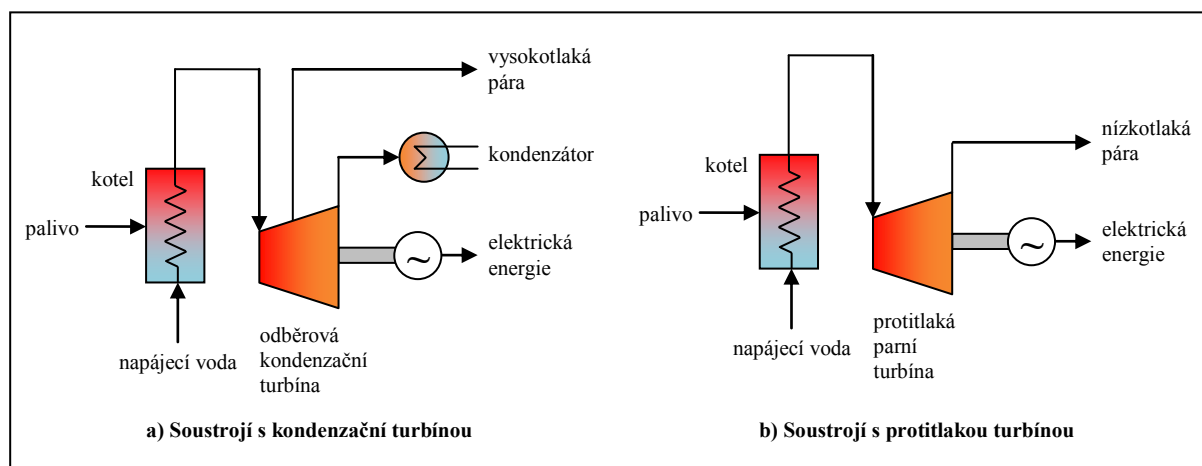 vysokotlaká
pára
kondenzátor
kotel
palivo
~
elektrická
energie
napájecí voda
odběrová
kondenzační
turbína
a) Soustrojí s kondenzační turbínou
nízkotlaká
pára
kotel
palivo
~
elektrická
energie
napájecí voda
protitlaká
parní
turbína
b) Soustrojí s protitlakou turbínou